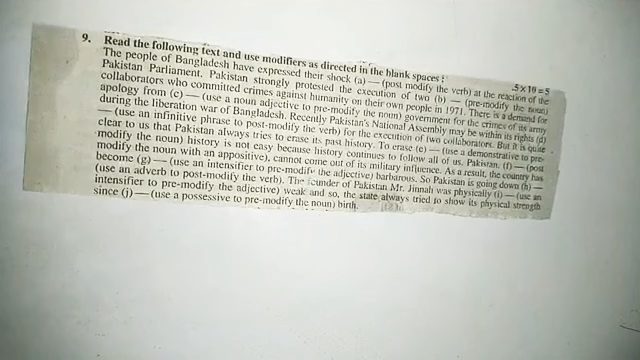 9. Read the following text and use modifiers as directed in the blank spaces :
.5×10=5
The people of Bangladesh have expressed their shock (a) — (post modify the verb) at the reaction of the
Pakistan Parliament. Pakistan strongly protested the execution of two (b) — (pre-modify the noun)
collaborators who committed crimes against humanity on their own people in 1971. There is a demand for
apology from (c) — (use a noun adjective to pre-modify the noun) government for the crimes of its army
during the liberation war of Bangladesh. Recently Pakistan's National Assembly may be within its rights (d)
— (use an infinitive phrase to post-modify the verb) for the execution of two collaborators. But it is quite
clear to us that Pakistan always tries to erase its past history. To erase (e) — (use a demonstrative to pre-
modify the noun) history is not easy because history continues to follow all of us. Pakistan, (f) — (post
modify the noun with an appositive), cannot come out of its military influence. As a result, the country has
become (g) — (use an intensifier to pre-modify the adjective) barbarous. So Pakistan is going down (h) —
(use an adverb to post-modify the verb). The founder of Pakistan Mr. Jinnah was physically (i) — (use an
intensifier to pre-modify the adjective) weak and so, the state always tried to show its physical strength
since (j) — (use a possessive to pre-modify the noun) birth.